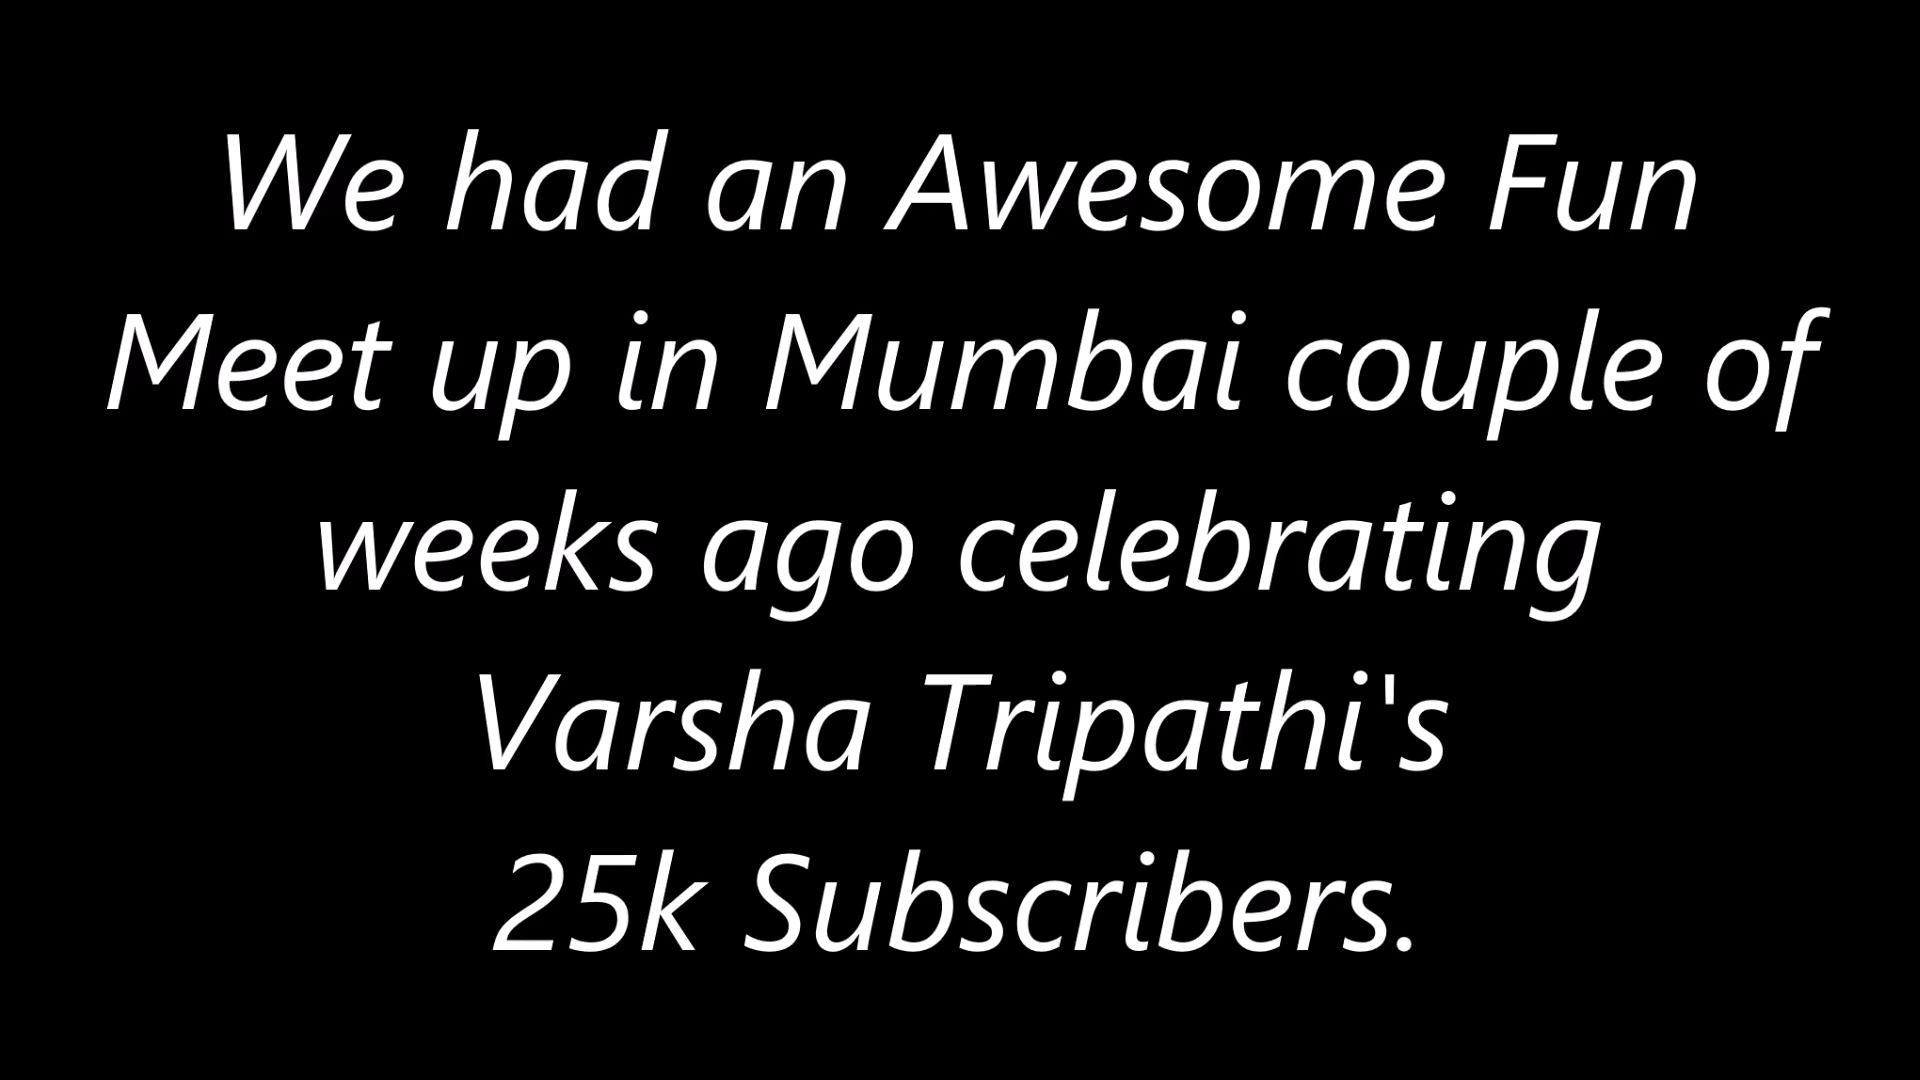 We had an Awesome Fun
Meet up in Mumbai couple of
weeks ago celebrating
Varsha Tripathi's
25k Subscribers.